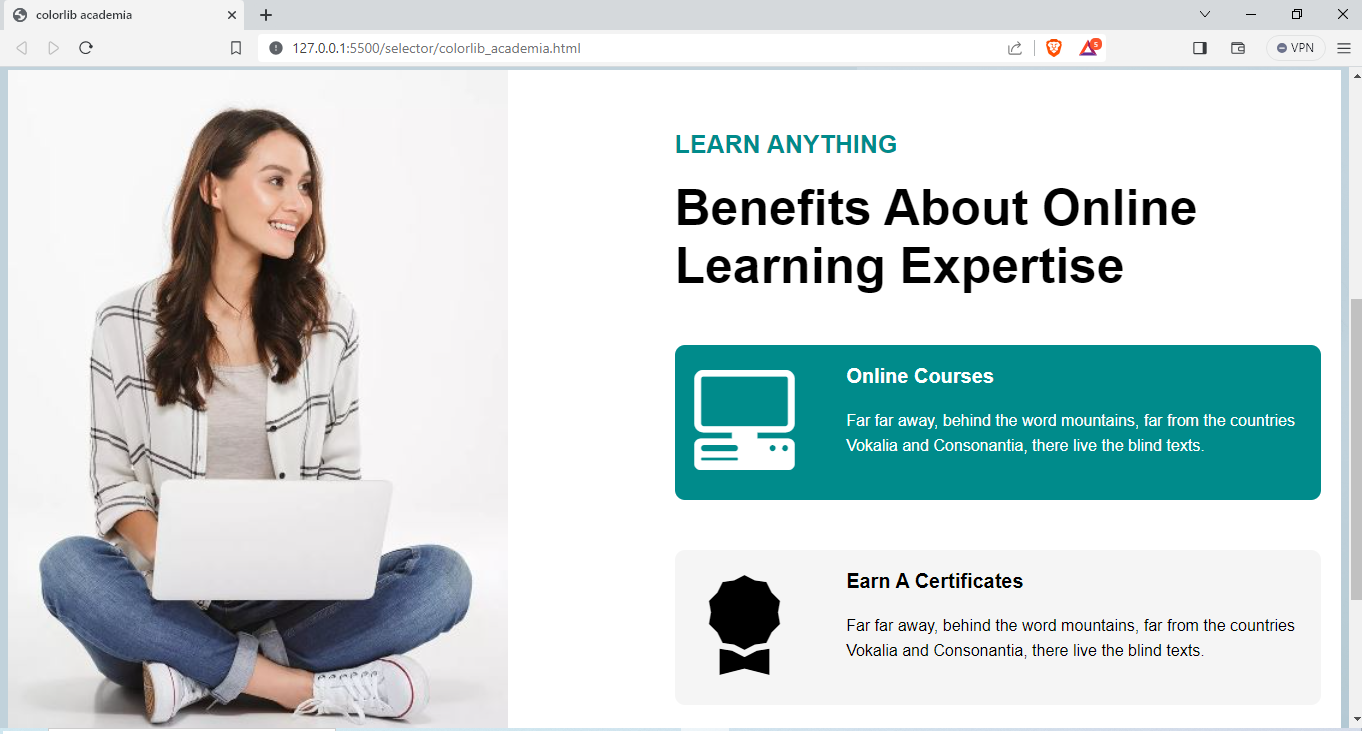 colorlib academia
127.0.0.1:5500/selector/colorlib_academia.html
5
VPN
LEARN ANYTHING
Benefits About Online
Learning Expertise
Online Courses
Far far away, behind the word mountains, far from the countries
Vokalia and Consonantia, there live the blind texts.
Earn A Certificates
Far far away, behind the word mountains, far from the countries
Vokalia and Consonantia, there live the blind texts.